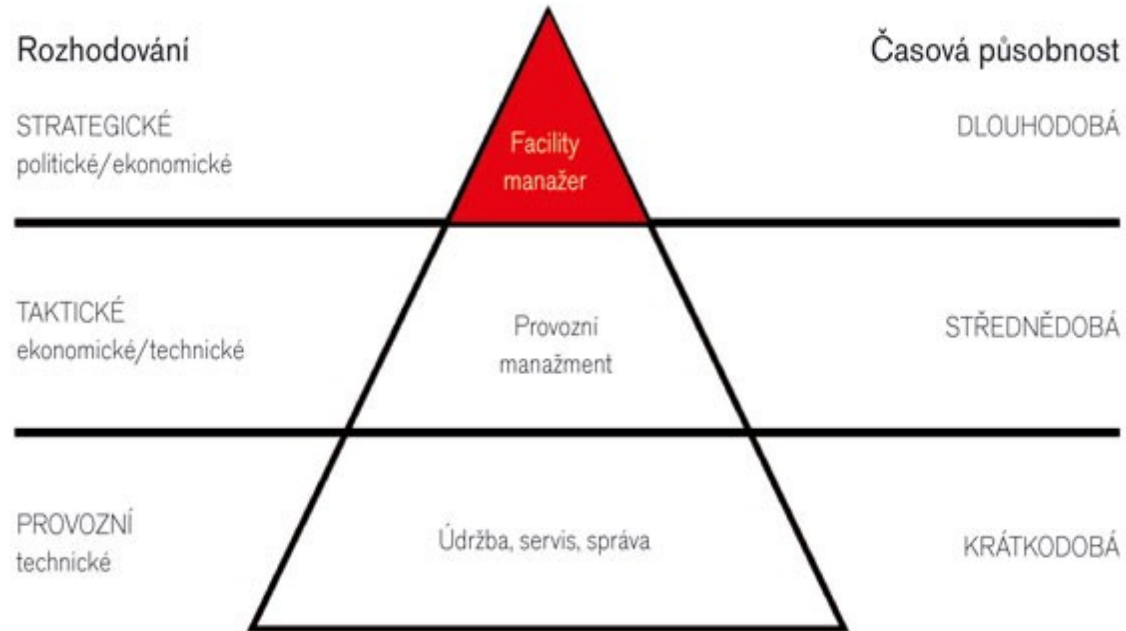 Rozhodování
Časová působnost
STRATEGICKÉ
politické/ekonomické
Facility
manažer
DLOUHODOBÁ
TAKTICKÉ
ekonomické/technické
Provozní
manažment
STŘEDNĚDOBÁ
PROVOZNÍ
technické
Údržba, servis, správa
KRÁTKODOBÁ